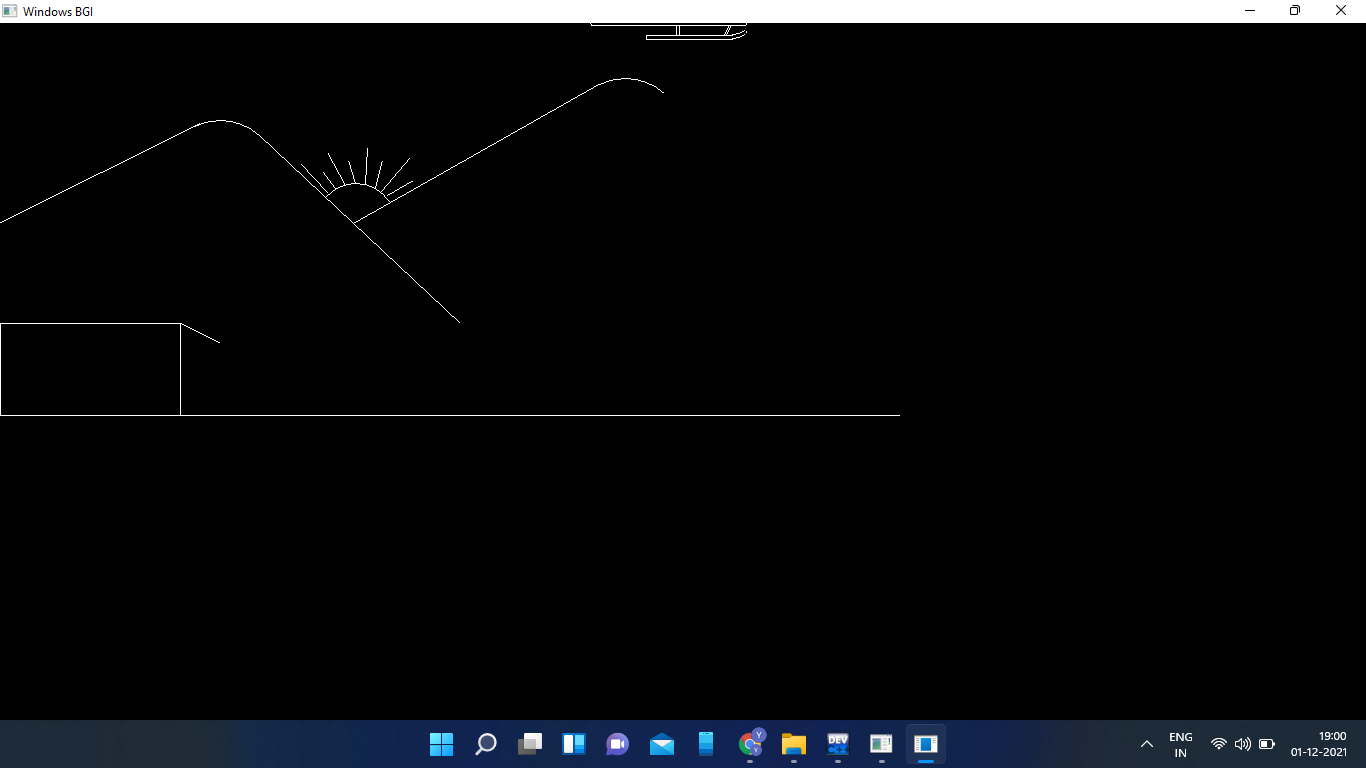 Windows BGI
DEV
ENG
IN
19:00
01-12-2021
Y
Y